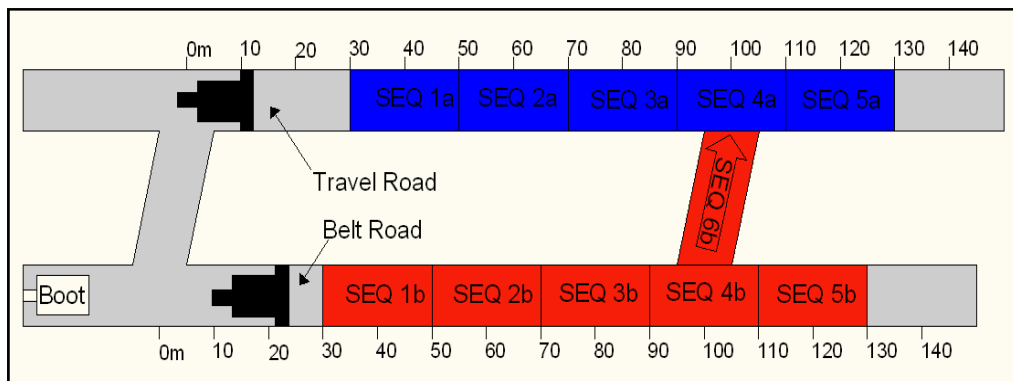 0m 10 20 30 40 50 60 70 80 90 100 110 120 130 140
SEQ 1a SEQ 2a SEQ 3a SEQ 4a SEQ 5a
Travel Road
SEQ 6b
Belt Road
Boot
SEQ 1b SEQ 2b SEQ 3b SEQ 4b SEQ 5b
0m 10 20 30 40 50 60 70 80 90 100 110 120 130 140